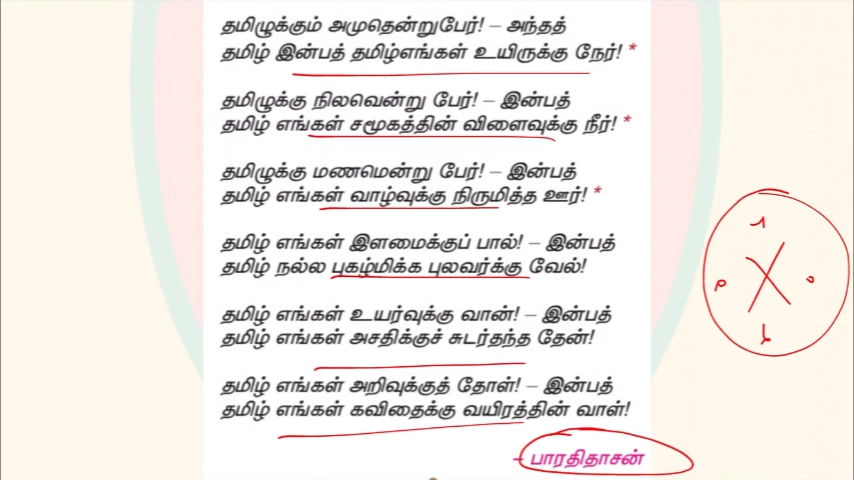 தமிழுக்கும் அமுதென்றுபேர்! – அந்தத்
தமிழ் இன்பத் தமிழ்எங்கள் உயிருக்கு நேர்! *
தமிழுக்கு நிலவென்று பேர்! – இன்பத்
தமிழ் எங்கள் சமூகத்தின் விளைவுக்கு நீர்! *
தமிழுக்கு மணமென்று பேர்! – இன்பத்
தமிழ் எங்கள் வாழ்வுக்கு நிருமித்த ஊர்! *
தமிழ் எங்கள் இளமைக்குப் பால்! – இன்பத்
தமிழ் நல்ல புகழ்மிக்க புலவர்க்கு வேல்!
தமிழ் எங்கள் உயர்வுக்கு வான்! – இன்பத்
தமிழ் எங்கள் அசதிக்குச் சுடர்தந்த தேன்!
தமிழ் எங்கள் அறிவுக்குத் தோள்! – இன்பத்
தமிழ் எங்கள் கவிதைக்கு வயிரத்தின் வாள்!
– பாரதிதாசன்